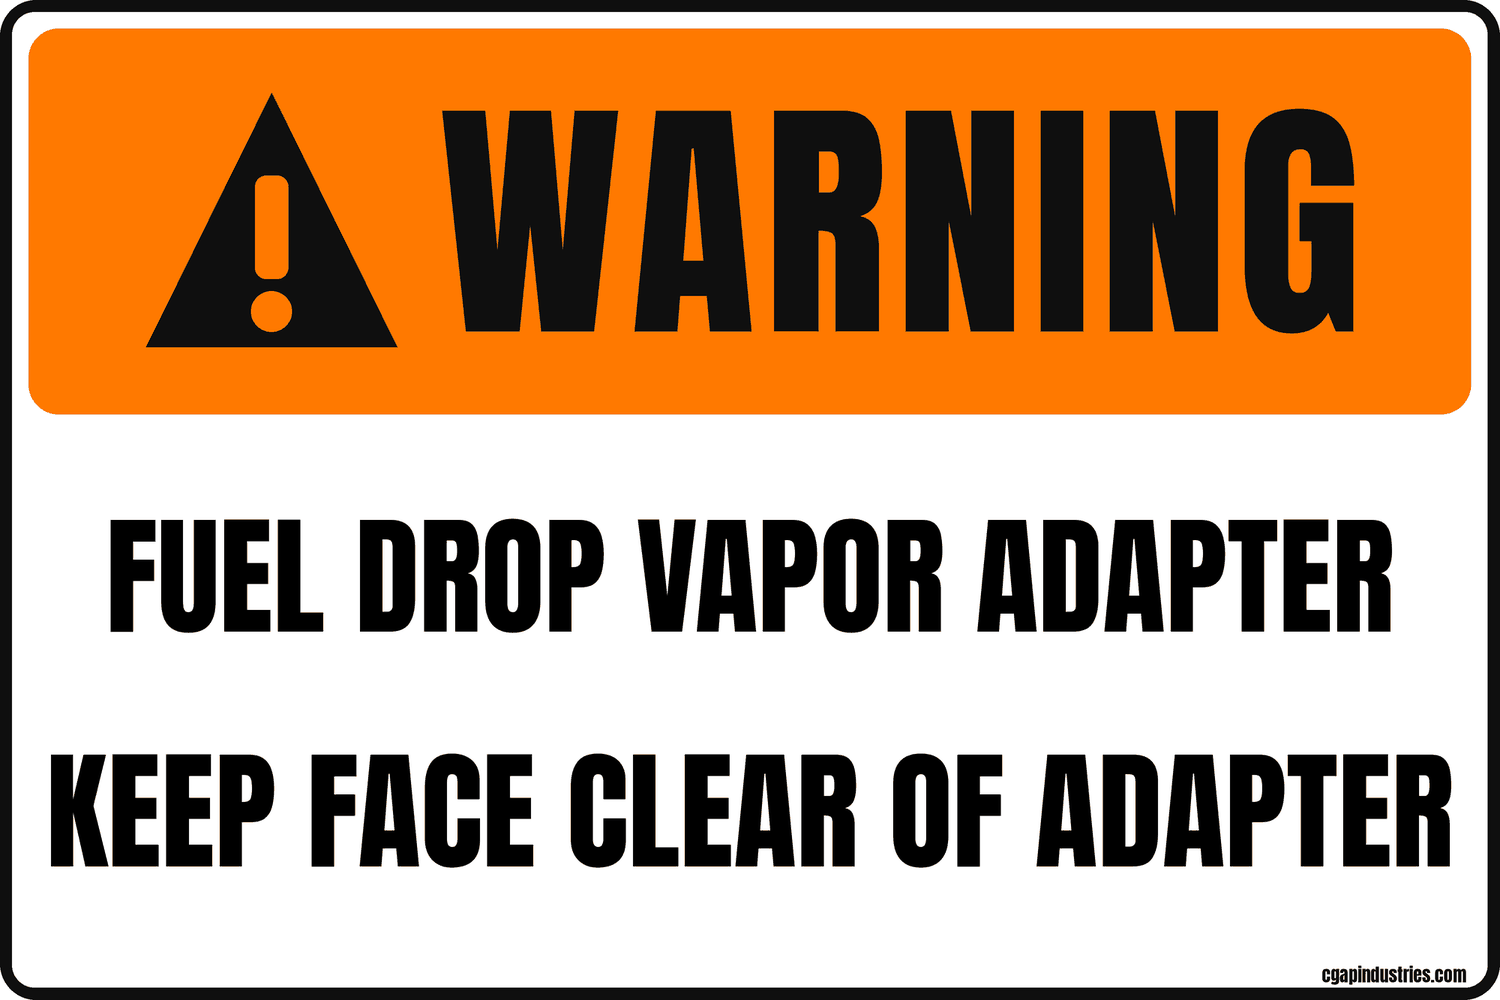 WARNING
FUEL DROP VAPOR ADAPTER
KEEP FACE CLEAR OF ADAPTER
cgapindustries.com